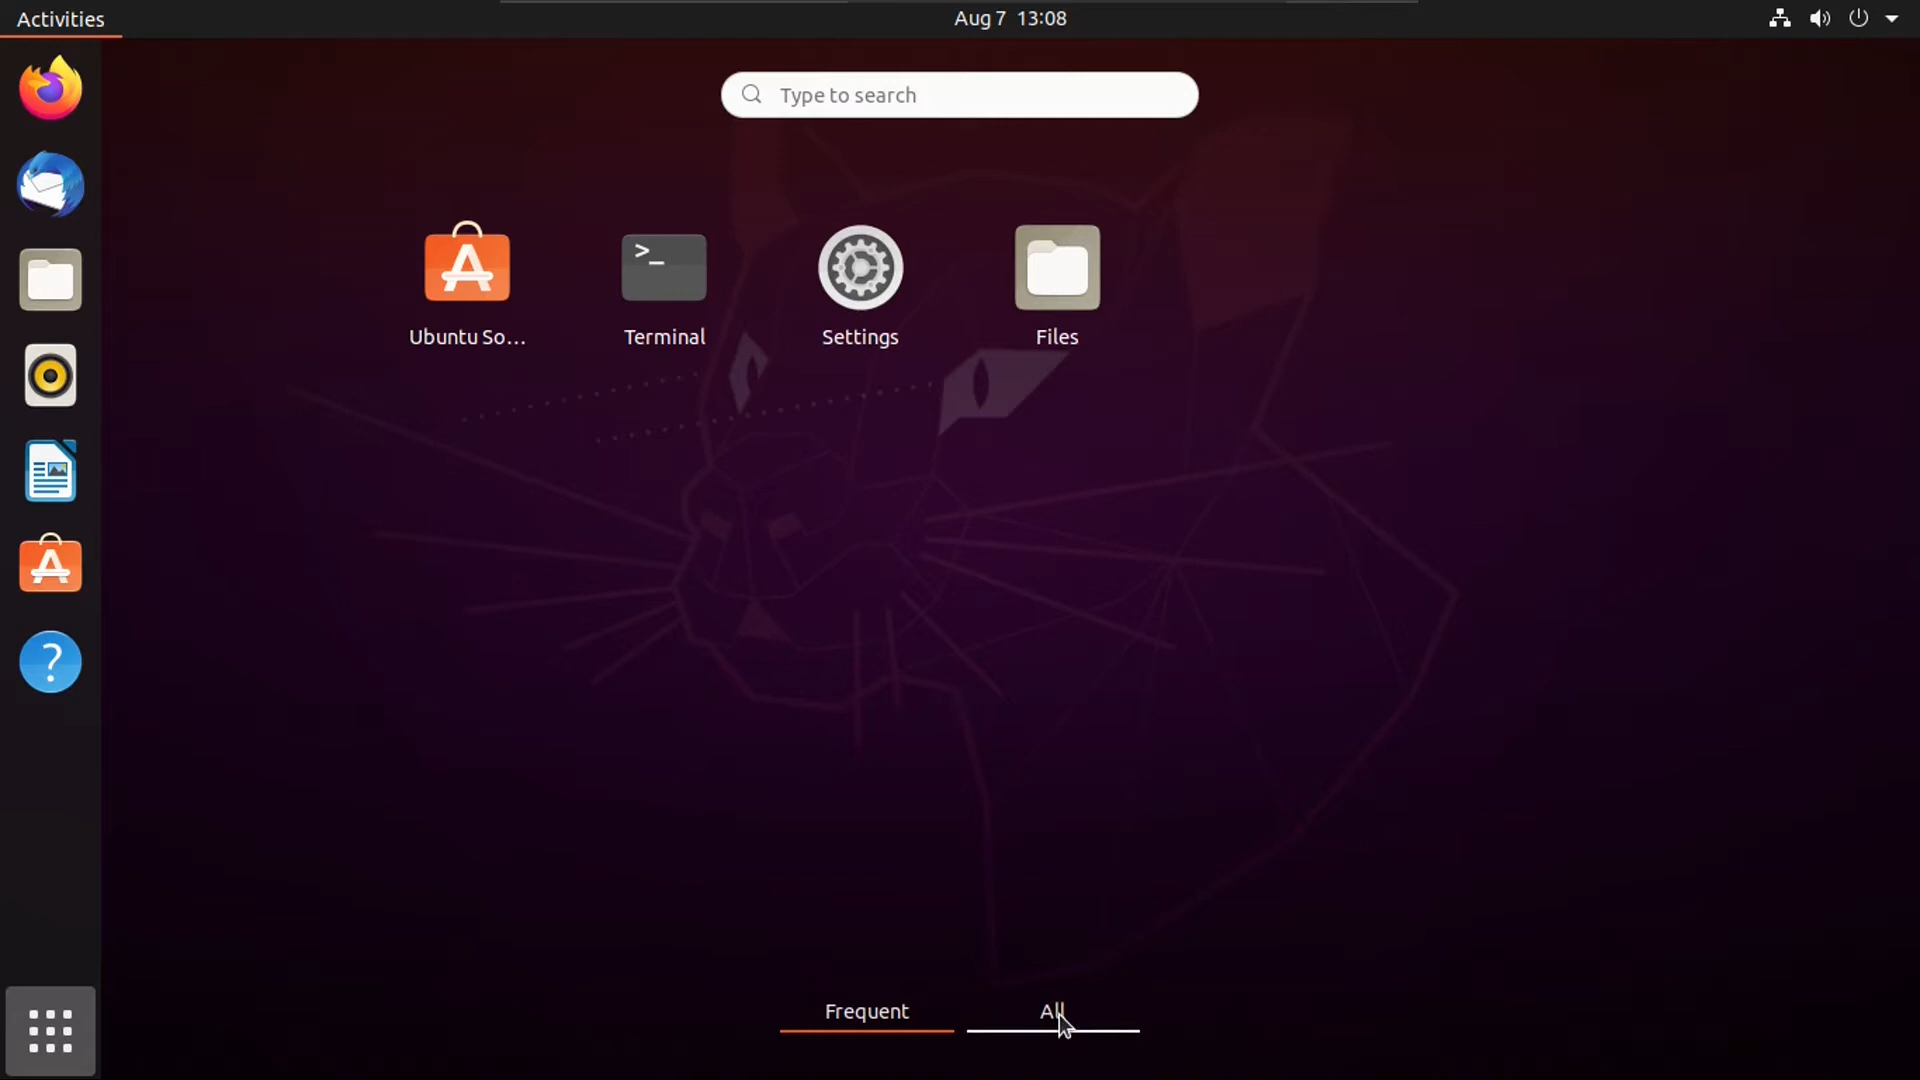 Activities
Aug 7 13:08
Type to search
Ubuntu So...
Terminal
Settings
Files
Frequent
All